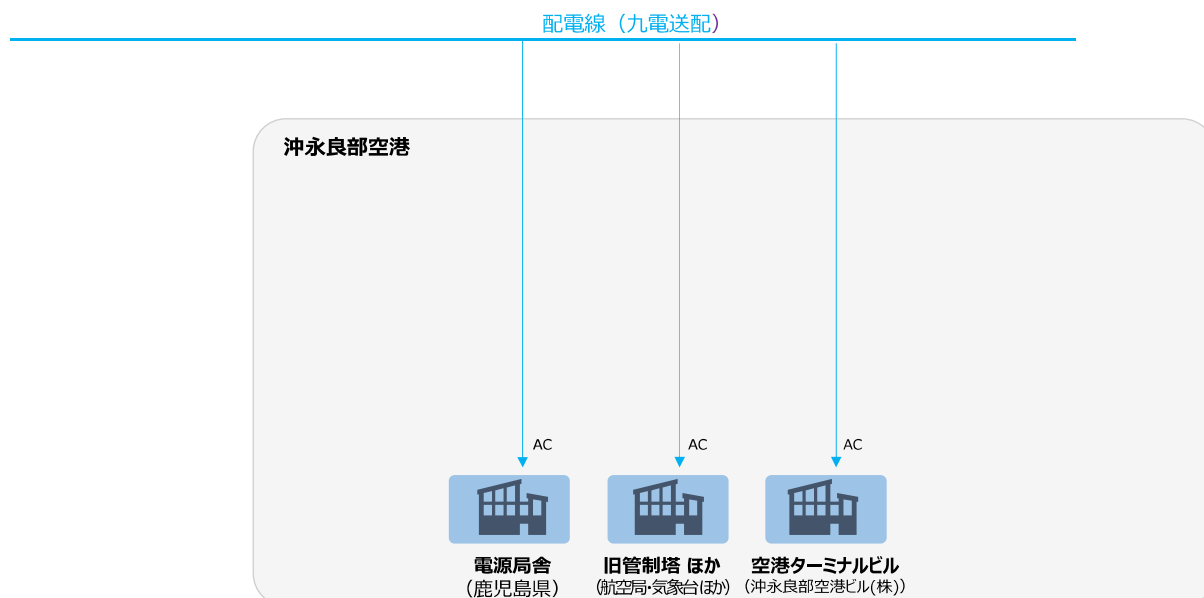 配電線（九電送配）
沖永良部空港
AC
AC
AC
電源局舎
（鹿児島県）
旧管制塔 ほか
（航空局・気象台ほか）
空港ターミナルビル
（沖永良部空港ビル(株)）